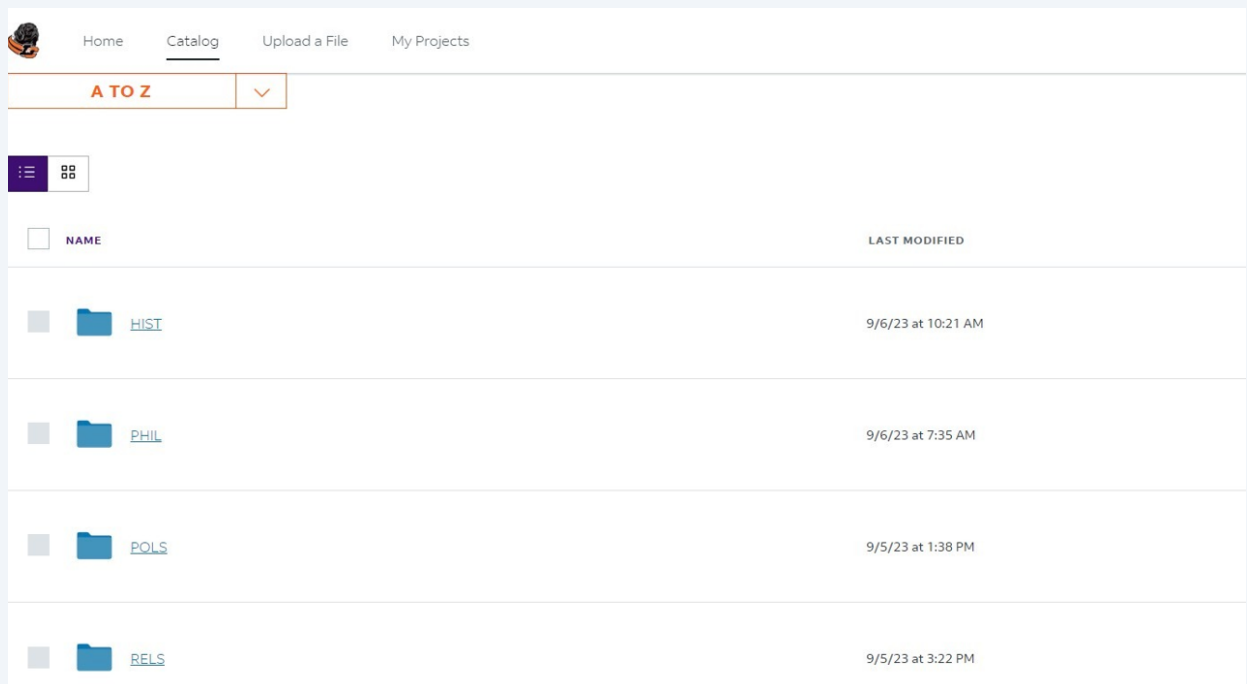 Home Catalog Upload a File My Projects
A TO Z
NAME LAST MODIFIED
HIST 9/6/23 at 10:21 AM
PHIL 9/6/23 at 7:35 AM
POLS 9/5/23 at 1:38 PM
RELS 9/5/23 at 3:22 PM